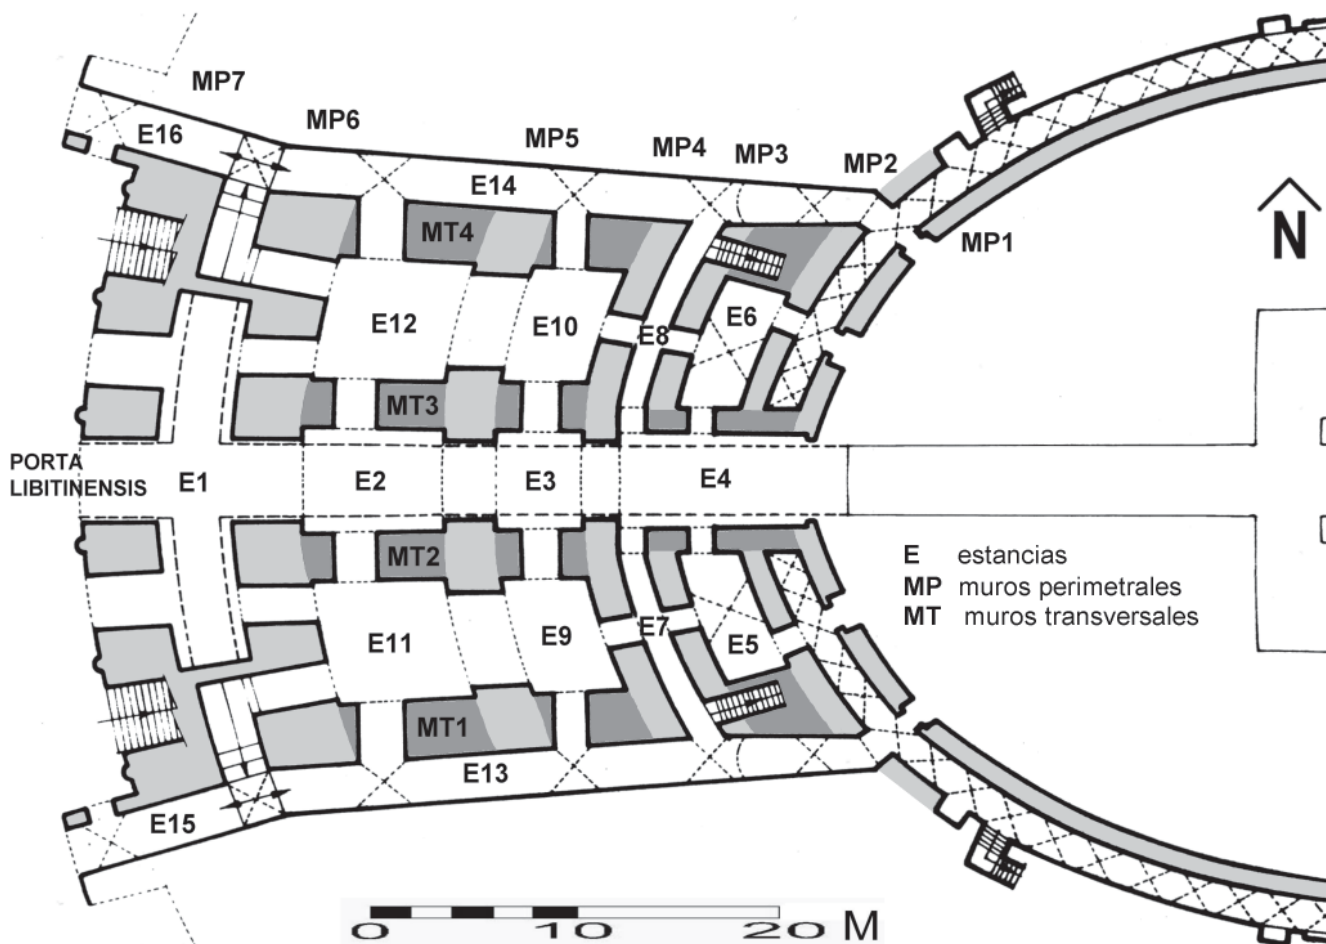 MP7
MP6
MP5
MP4
MP3
MP2
MP1
E16
E14
MT4
N
E12
E10
E8
E6
MT3
PORTA
LIBITINENSIS
E1
E2
E3
E4
MT2
E estancias
MP muros perimetrales
MT muros transversales
E11
E9
E7
E5
MT1
E13
E15
0 10 20 M